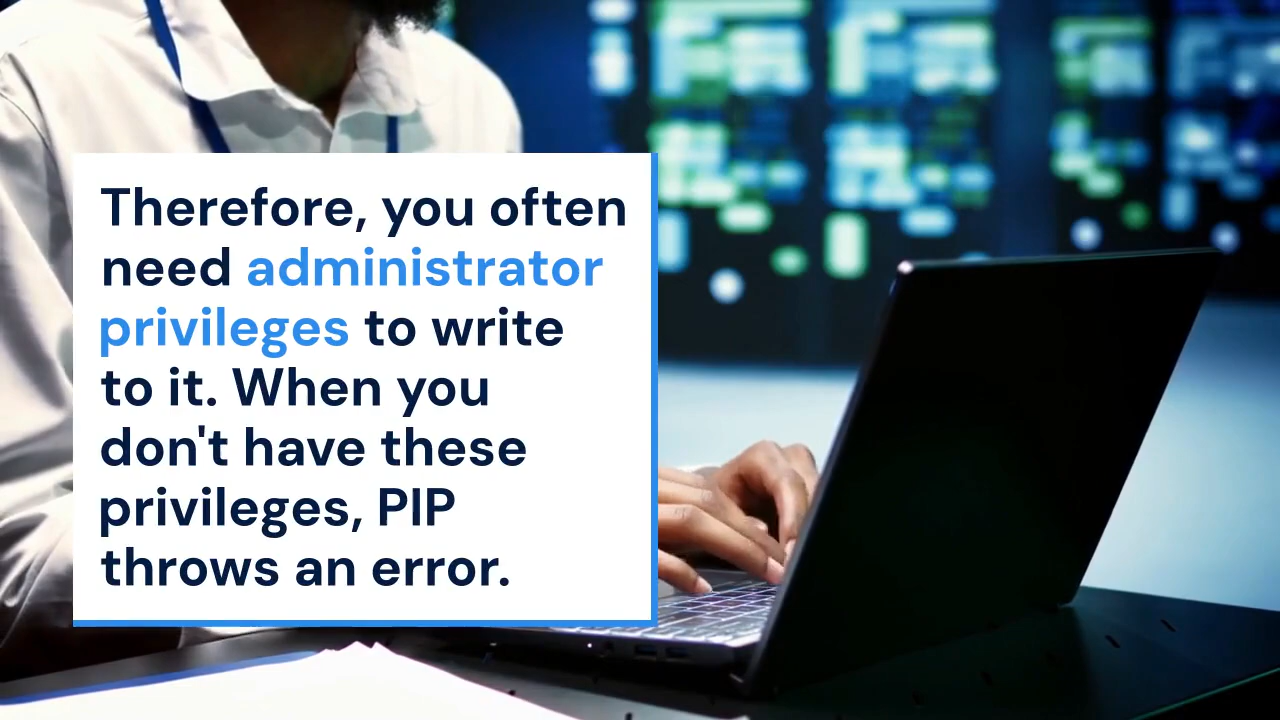 Therefore, you often
need administrator
privileges to write
to it. When you
don't have these
privileges, PIP
throws an error.